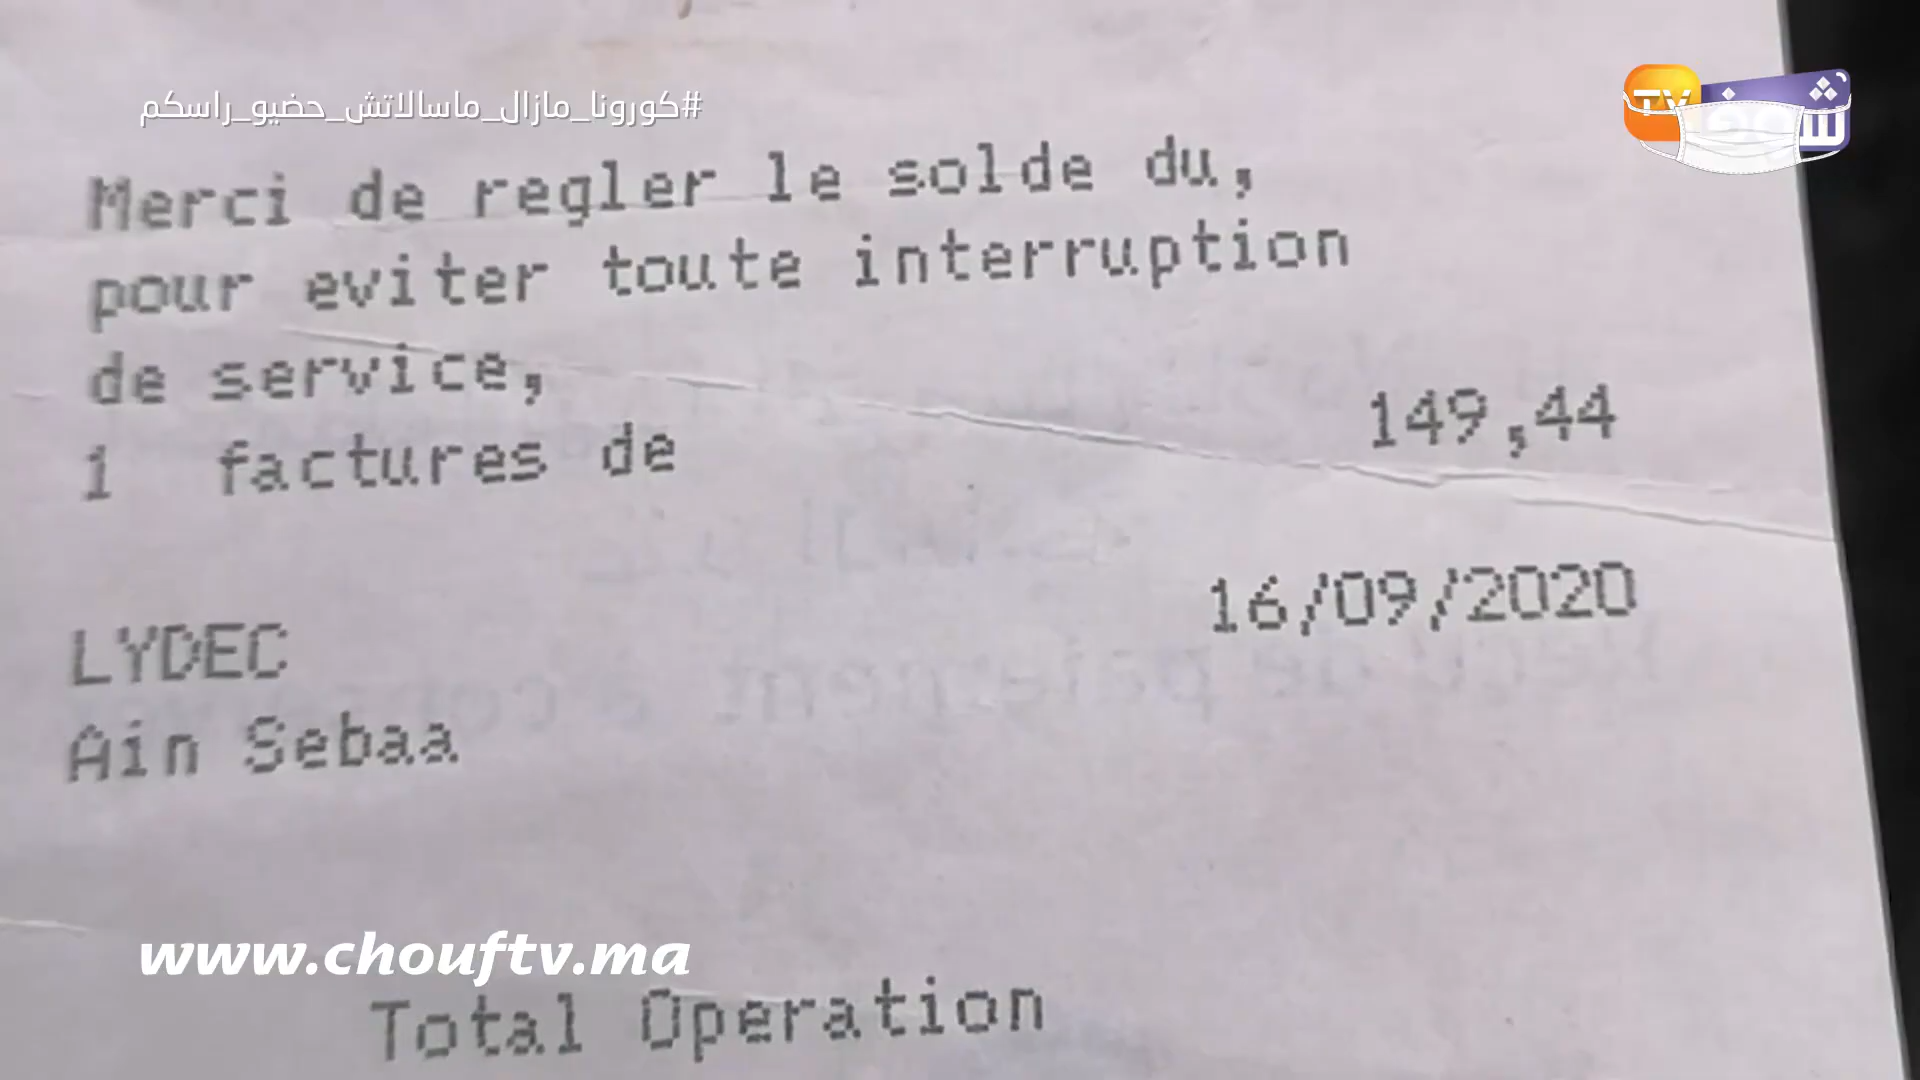 #كورونا_مازال_ماسالاتش_حضيو_راسكم
TV
Merci de regler le solde du,
pour eviter toute interruption
de service,
1 factures de 149,44
16/09/2020
LYDEC
Ain Sebaa
www.chouftv.ma
Total Operation